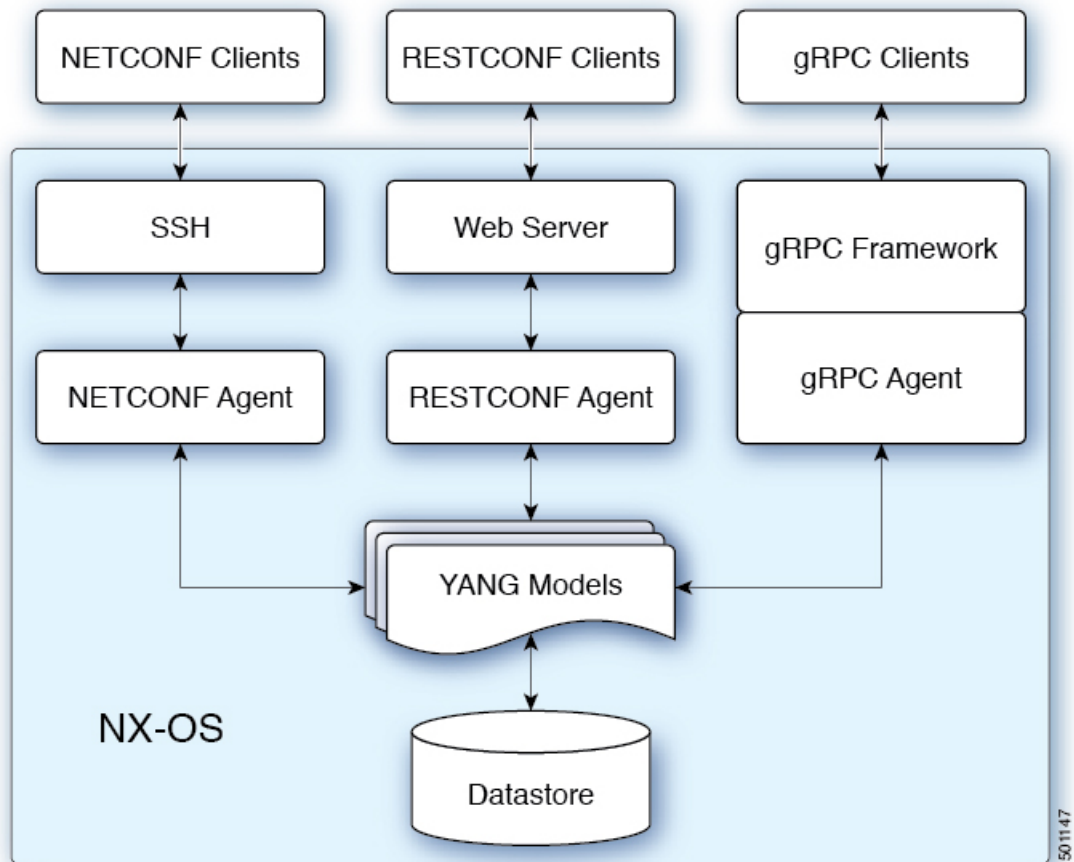 NETCONF Clients
RESTCONF Clients
gRPC Clients
SSH
Web Server
gRPC Framework
NETCONF Agent
RESTCONF Agent
gRPC Agent
YANG Models
NX-OS
Datastore
501147